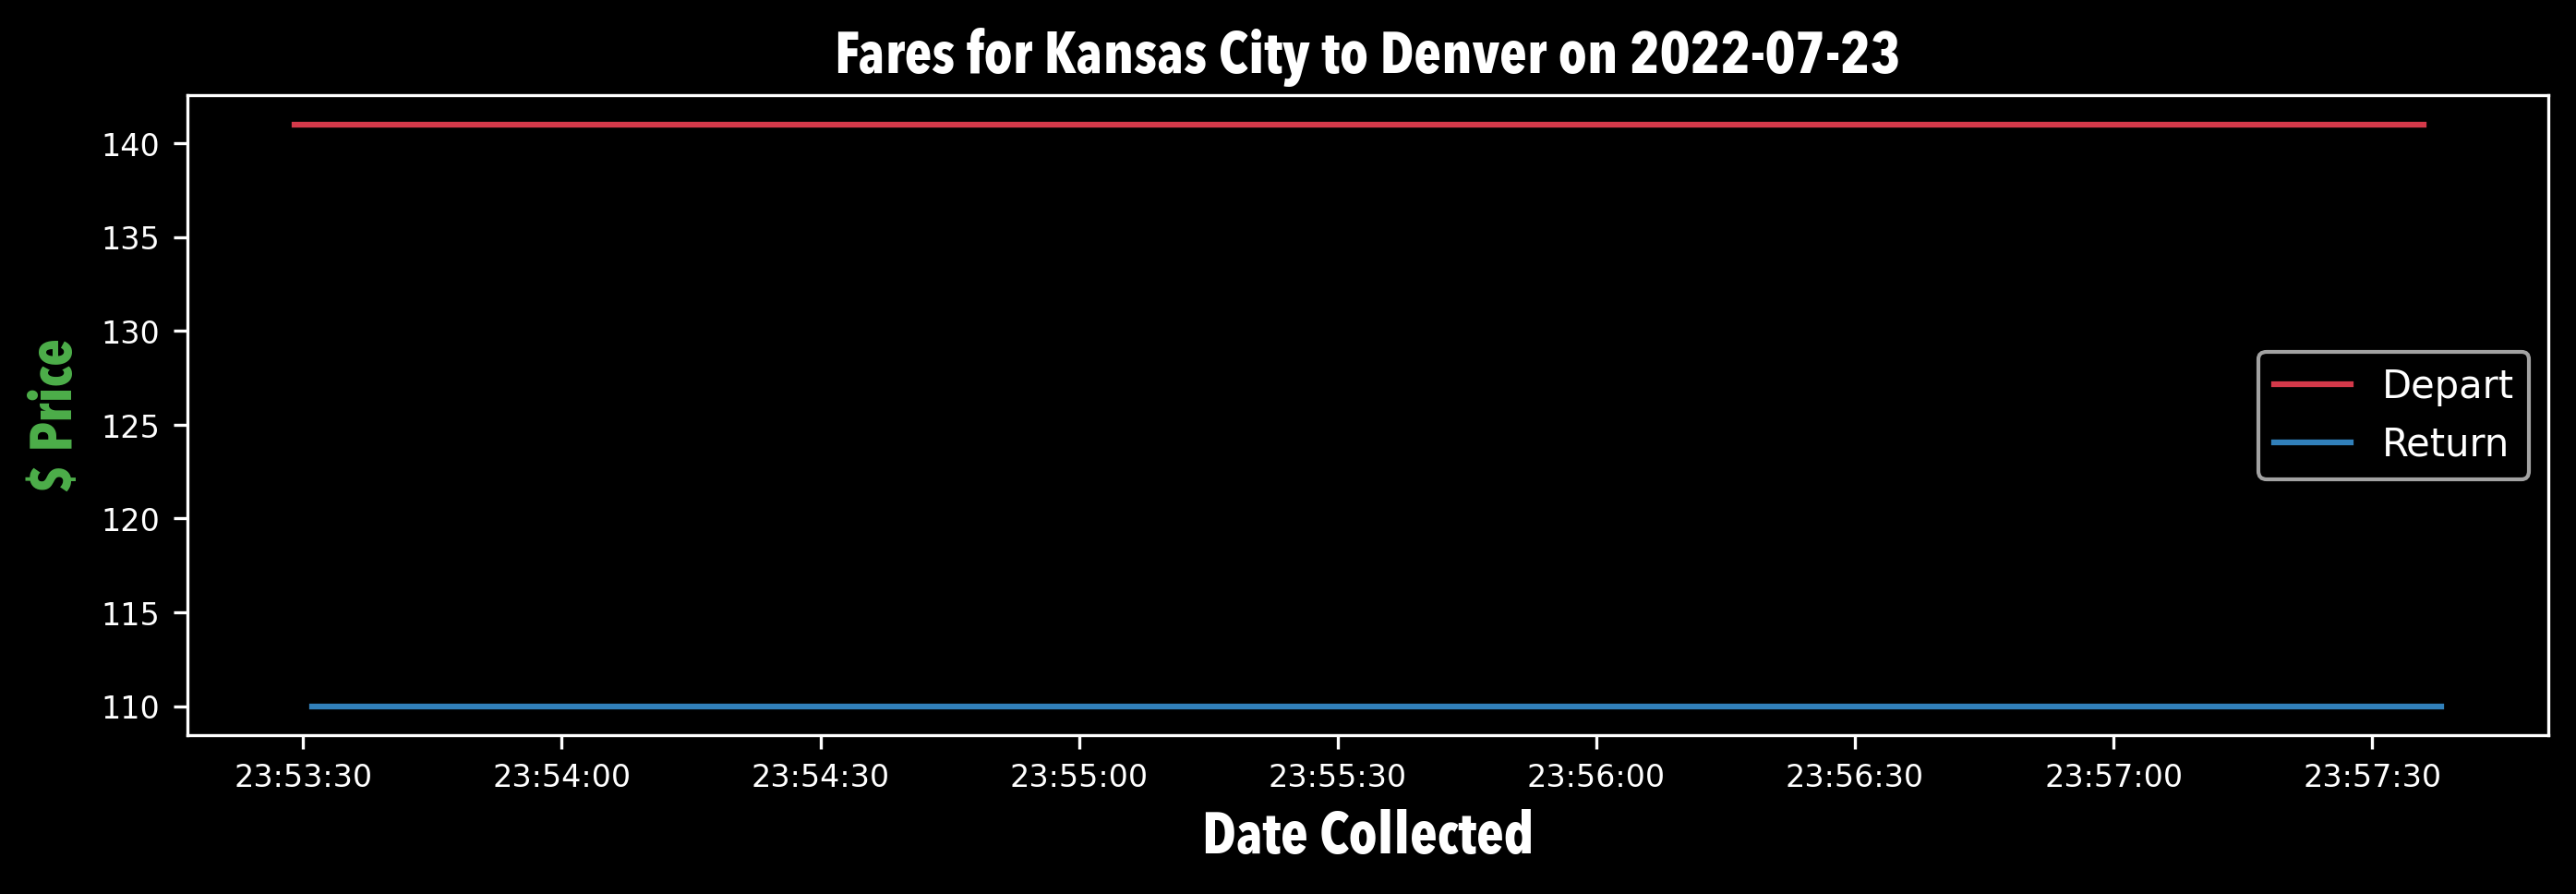 Fares for Kansas City to Denver on 2022-07-23
$ Price
140
135
130
125
120
115
110
Depart
Return
23:53:30 23:54:00 23:54:30 23:55:00 23:55:30 23:56:00 23:56:30 23:57:00 23:57:30
Date Collected